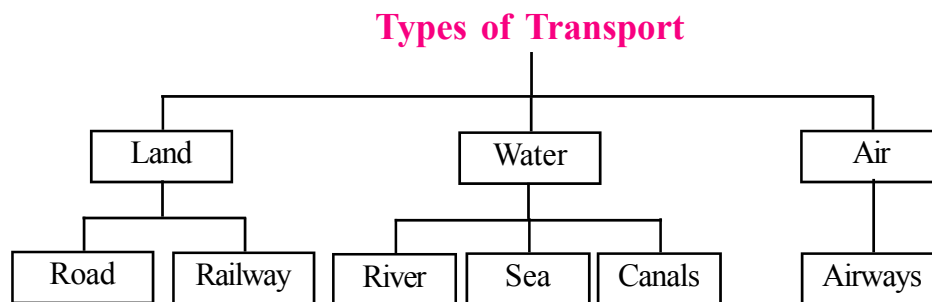 Types of Transport
Land Water Air
Road Railway River Sea Canals Airways